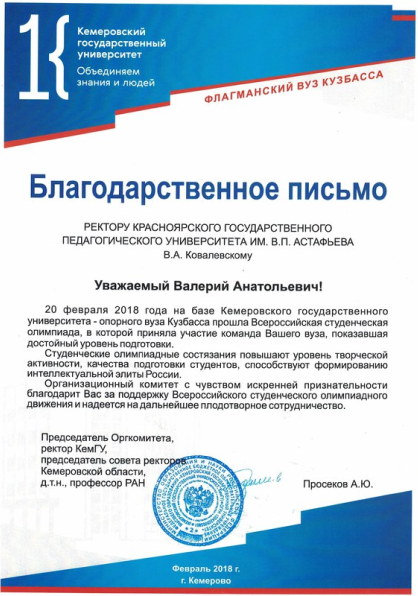 Кемеровский
государственный
университет
Объединяем
знания и людей
ФЛАГМАНСКИЙ ВУЗ КУЗБАССА
Благодарственное письмо
РЕКТОРУ КРАСНОЯРСКОГО ГОСУДАРСТВЕННОГО
ПЕДАГОГИЧЕСКОГО УНИВЕРСИТЕТА ИМ. В.П. АСТАФЬЕВА
В.А. Ковалевскому
Уважаемый Валерий Анатольевич!
20 февраля 2018 года на базе Кемеровского государственного
университета - опорного вуза Кузбасса прошла Всероссийская студенческая
олимпиада, в которой приняла участие команда Вашего вуза, показавшая
достойный уровень подготовки.
Студенческие олимпиадные состязания повышают уровень творческой
активности, качества подготовки студентов, способствуют формированию
интеллектуальной элиты России.
Организационный комитет с чувством искренней признательности
благодарит Вас за поддержку Всероссийского студенческого олимпиадного
движения и надеется на дальнейшее плодотворное сотрудничество.
Председатель Оргкомитета,
ректор КемГУ,
председатель совета ректоров
Кемеровской области,
д.т.н., профессор РАН
Просеков А.Ю.
Февраль 2018 г.
г. Кемерово